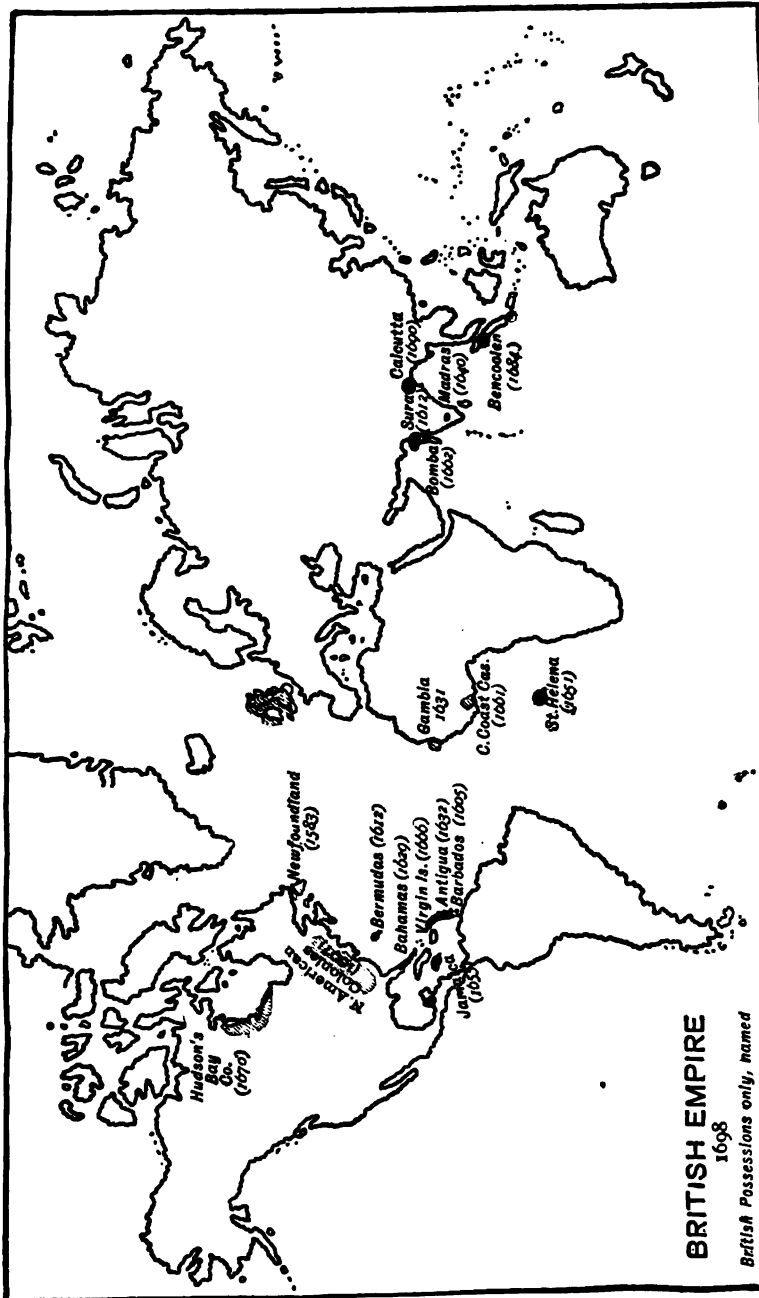 Hudson's
Bay
Co.
(1670)
Newfoundland
(1583)
N. American
Colonies
Bermudas (1612)
Bahamas (1629)
Virgin Is. (1666)
Antigua (1632)
Barbados (1605)
Jamaica
Gambia
1631
C. Coast Cas.
(1661)
St. Helena
(1651)
Surat
(1612)
Bombay
(1662)
Calcutta
(1690)
Madras
(1640)
Bencoolen
(1684)
BRITISH EMPIRE
1698
British Possessions only, named